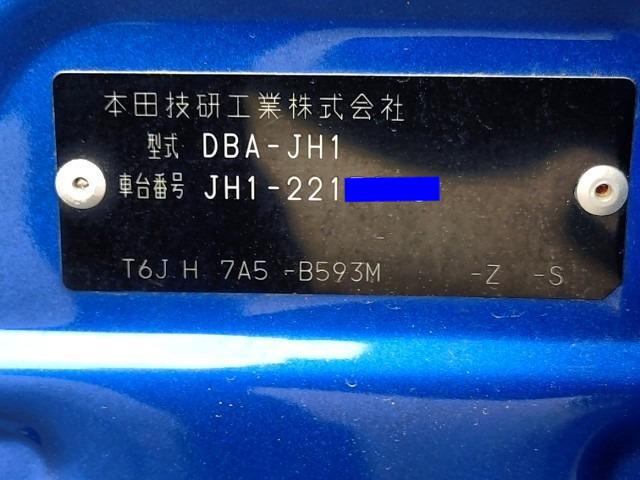 本田技研工業株式会社
型式 DBA-JH1
車台番号 JH1-221
T6J H 7A5 -B593M -Z -S